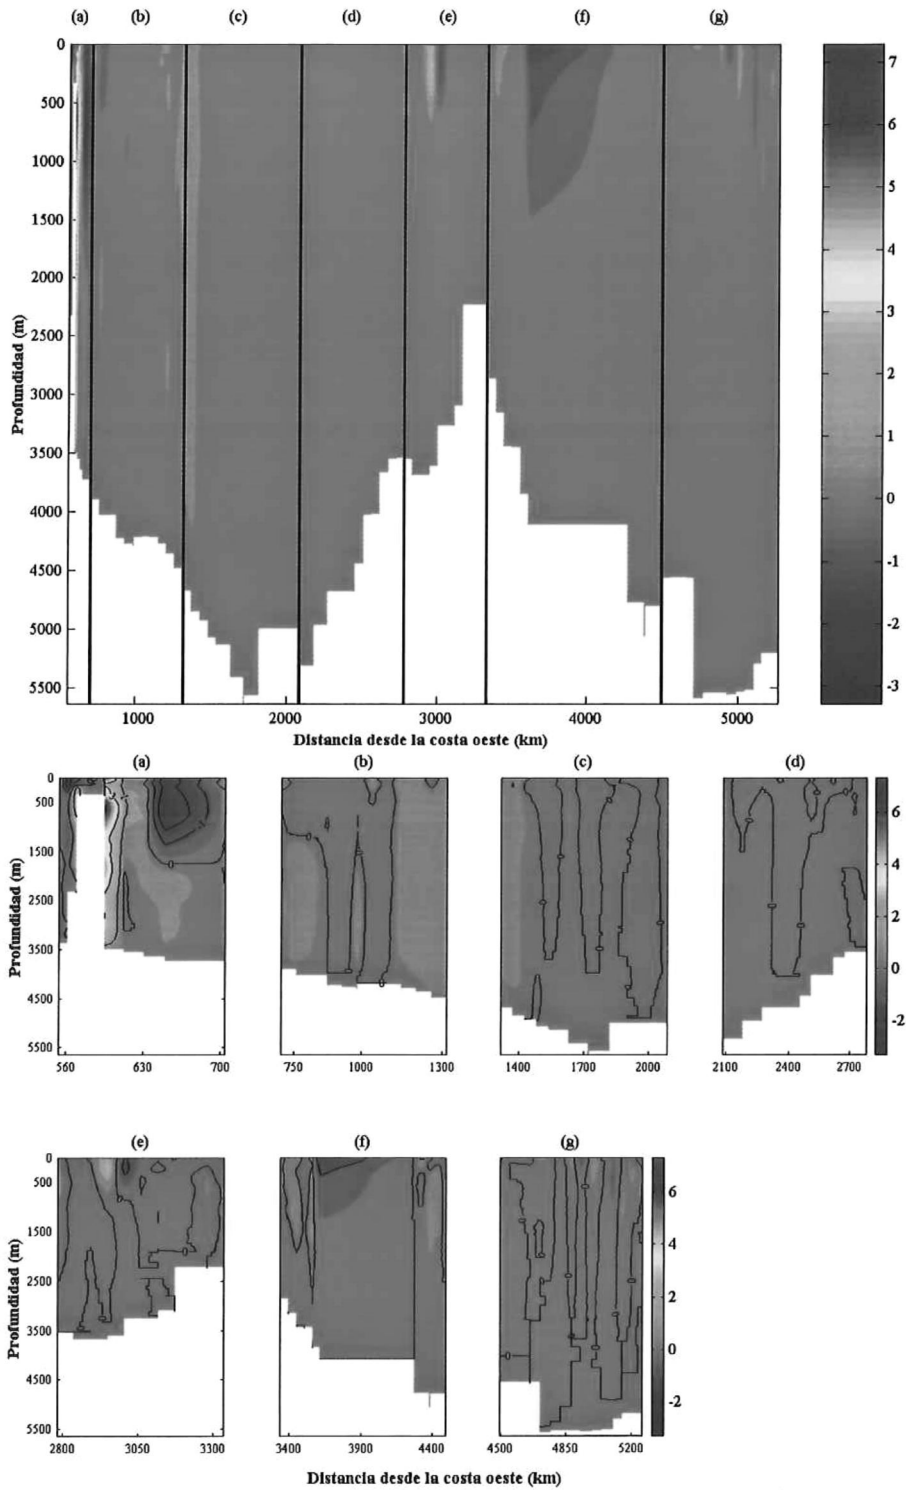 (a) (b) (c) (d) (e) (f) (g)
0
500
1000
1500
2000
2500
3000
3500
4000
4500
5000
5500
Profundidad (m)
1000 2000 3000 4000 5000
Distancia desde la costa oeste (km)
7
6
5
4
3
2
1
0
-1
-2
-3
(a) (b) (c) (d)
0
500
1500
2500
3500
4500
5500
Profundidad (m)
560 630 700
750 1000 1300
1400 1700 2000
2100 2400 2700
6
4
2
0
-2
(e) (f) (g)
0
500
1500
2500
3500
4500
5500
Profundidad (m)
2800 3050 3300
3400 3900 4400
4500 4850 5200
6
4
2
0
-2
Distancia desde la costa oeste (km)